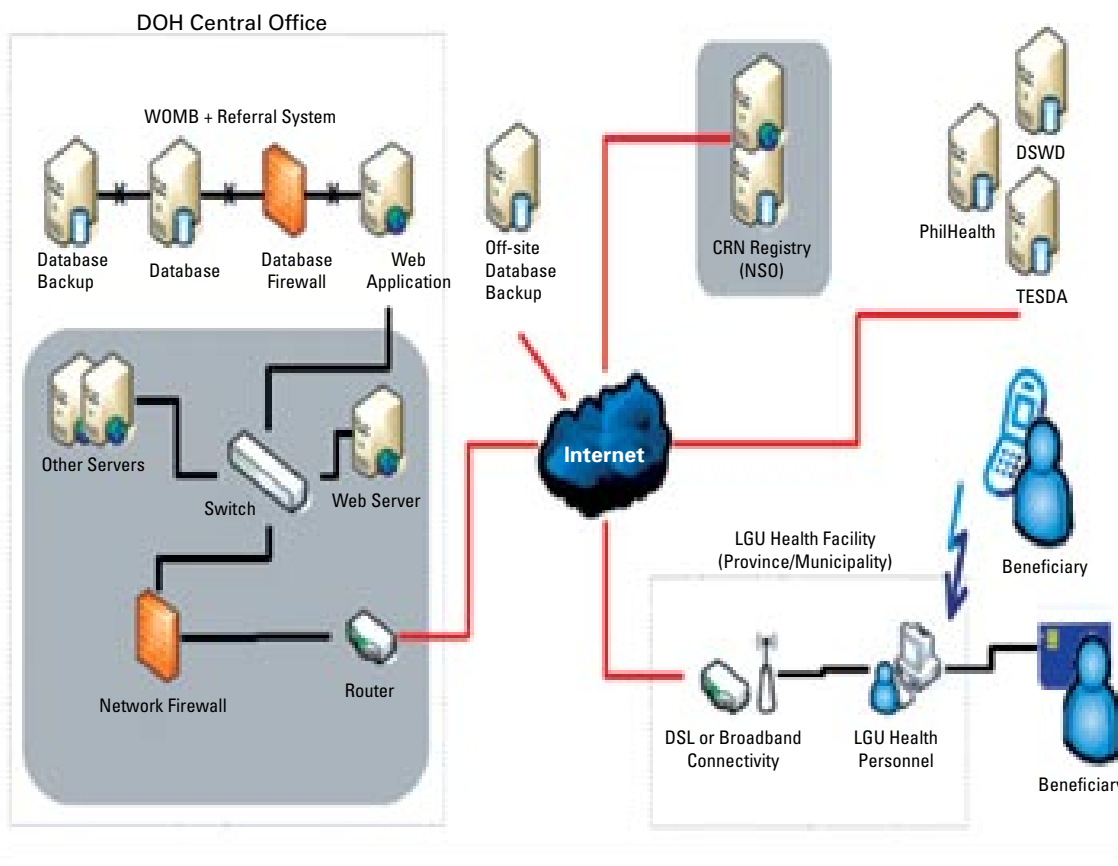 DOH Central Office
WOMB + Referral System
Database
Backup
Database
Database
Firewall
Web
Application
Off-site
Database
Backup
CRN Registry
(NSO)
DSWD
PhilHealth
TESDA
Other Servers
Switch
Web Server
Internet
Network Firewall
Router
LGU Health Facility
(Province/Municipality)
Beneficiary
DSL or Broadband
Connectivity
LGU Health
Personnel
Beneficiary